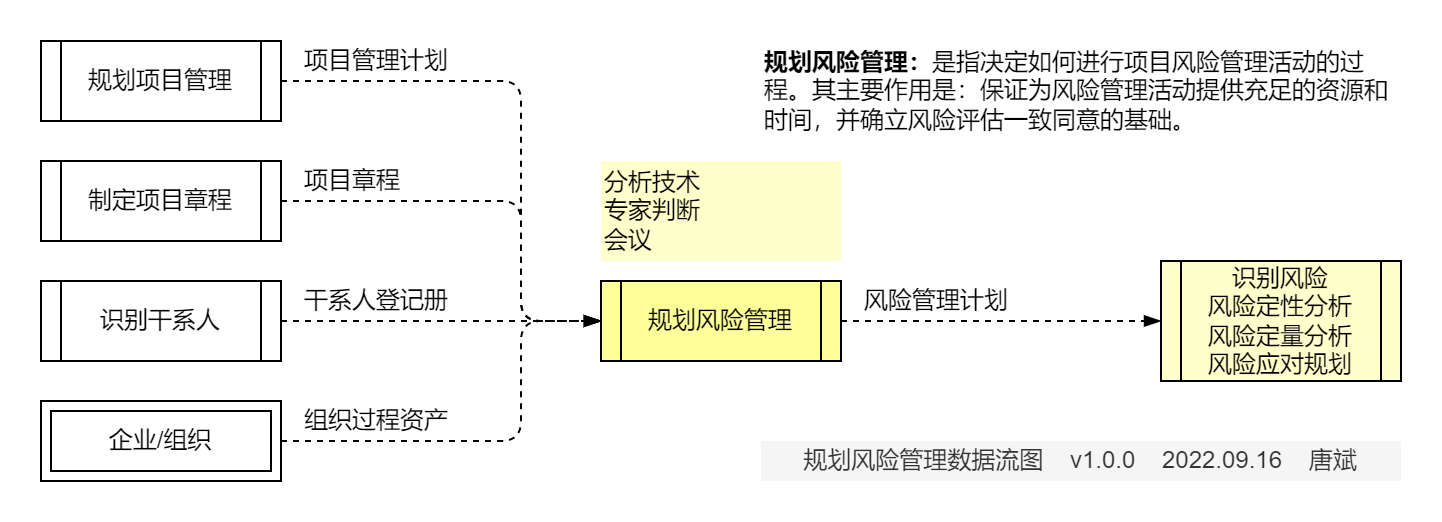 规划项目管理
项目管理计划
规划风险管理：是指决定如何进行项目风险管理活动的过
程。其主要作用是：保证为风险管理活动提供充足的资源和
时间，并确立风险评估一致同意的基础。
制定项目章程
项目章程
分析技术
专家判断
会议
识别干系人
干系人登记册
规划风险管理
风险管理计划
识别风险
风险定性分析
风险定量分析
风险应对规划
企业/组织
组织过程资产
规划风险管理数据流图 v1.0.0 2022.09.16 唐斌